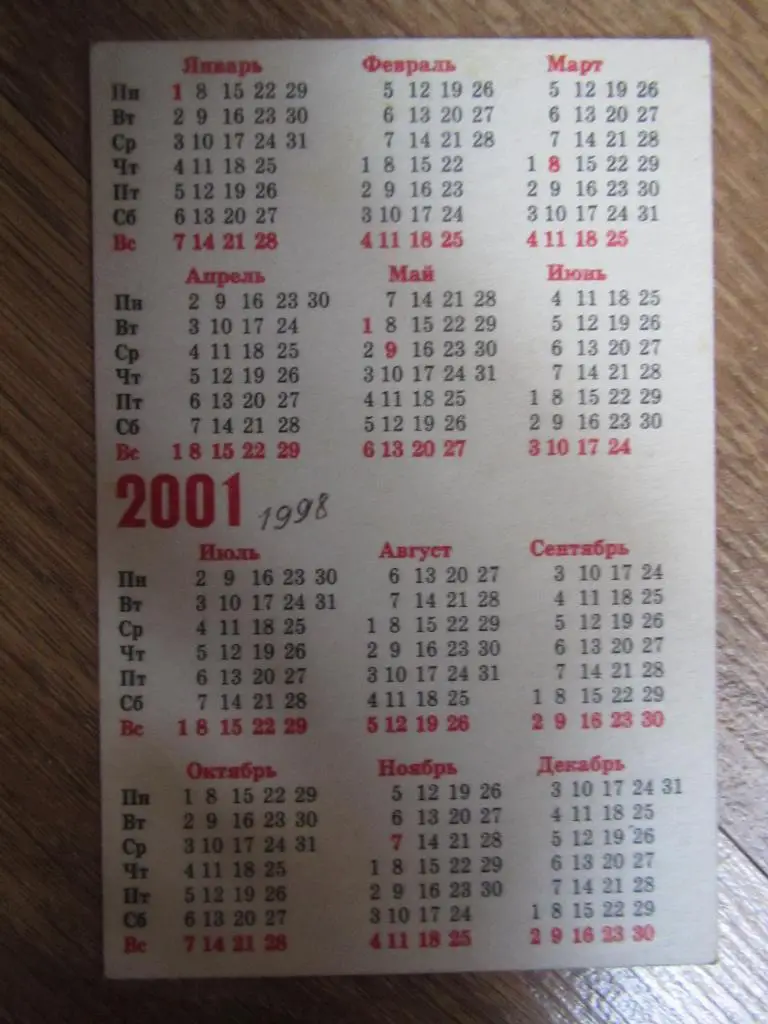 Январь Февраль Март
Пн 1 8 15 22 29 5 12 19 26 5 12 19 26
Вт 2 9 16 23 30 6 13 20 27 6 13 20 27
Ср 3 10 17 24 31 7 14 21 28 7 14 21 28
Чт 4 11 18 25 1 8 15 22 1 8 15 22 29
Пт 5 12 19 26 2 9 16 23 2 9 16 23 30
Сб 6 13 20 27 3 10 17 24 3 10 17 24 31
Вс 7 14 21 28 4 11 18 25 4 11 18 25
Апрель Май Июнь
Пн 2 9 16 23 30 7 14 21 28 4 11 18 25
Вт 3 10 17 24 1 8 15 22 29 5 12 19 26
Ср 4 11 18 25 2 9 16 23 30 6 13 20 27
Чт 5 12 19 26 3 10 17 24 31 7 14 21 28
Пт 6 13 20 27 4 11 18 25 1 8 15 22 29
Сб 7 14 21 28 5 12 19 26 2 9 16 23 30
Вс 1 8 15 22 29 6 13 20 27 3 10 17 24
2001 1998
Июль Август Сентябрь
Пн 2 9 16 23 30 6 13 20 27 3 10 17 24
Вт 3 10 17 24 31 7 14 21 28 4 11 18 25
Ср 4 11 18 25 1 8 15 22 29 5 12 19 26
Чт 5 12 19 26 2 9 16 23 30 6 13 20 27
Пт 6 13 20 27 3 10 17 24 31 7 14 21 28
Сб 7 14 21 28 4 11 18 25 1 8 15 22 29
Вс 1 8 15 22 29 5 12 19 26 2 9 16 23 30
Октябрь Ноябрь Декабрь
Пн 1 8 15 22 29 5 12 19 26 3 10 17 24 31
Вт 2 9 16 23 30 6 13 20 27 4 11 18 25
Ср 3 10 17 24 31 7 14 21 28 5 12 19 26
Чт 4 11 18 25 1 8 15 22 29 6 13 20 27
Пт 5 12 19 26 2 9 16 23 30 7 14 21 28
Сб 6 13 20 27 3 10 17 24 1 8 15 22 29
Вс 7 14 21 28 4 11 18 25 2 9 16 23 30